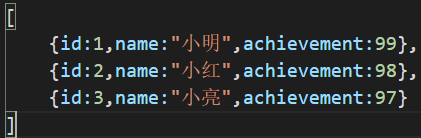 [
{id:1,name:"小明",achievement:99},
{id:2,name:"小红",achievement:98},
{id:3,name:"小亮",achievement:97}
]